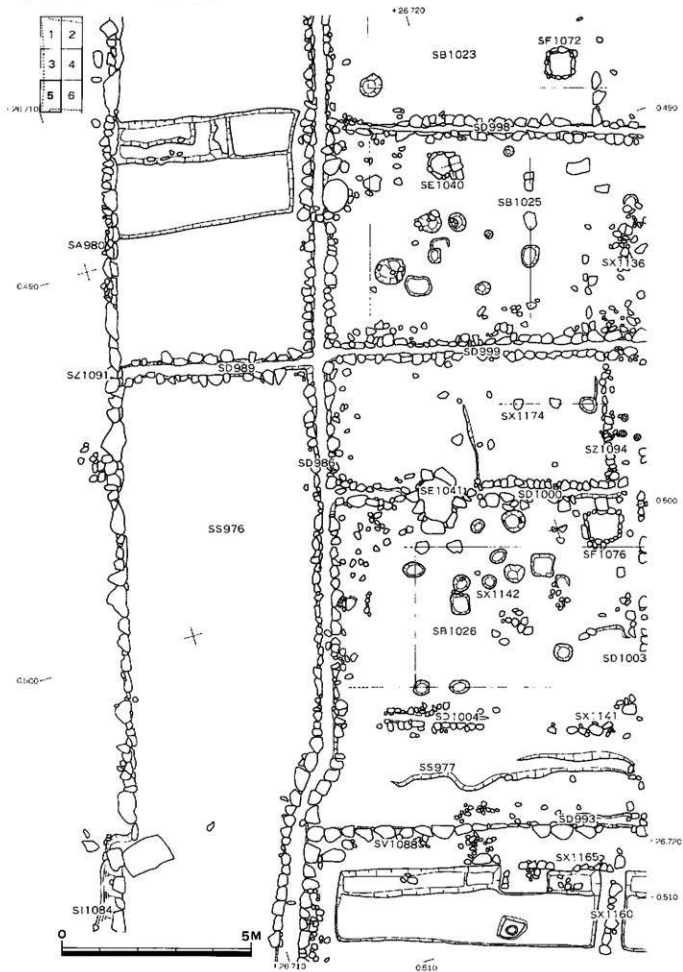 1 2
3 4
5 6
+26.720
SB1023
SF1072
+26.710
0.490
SD998
SE1040
SB1025
SX1136
SA980
0.490
SD999
SD989
SZ1091
SX1174
SD986
SZ1094
SE1041
SD1000
0.500
SS976
SF1076
SX1142
SB1026
SD1003
0.500
SD1004
SX1141
SS977
SD993
+26.720
SV1088
SX1165
SI1084
SX1160
0.510
0
5M
+26.710
0.510